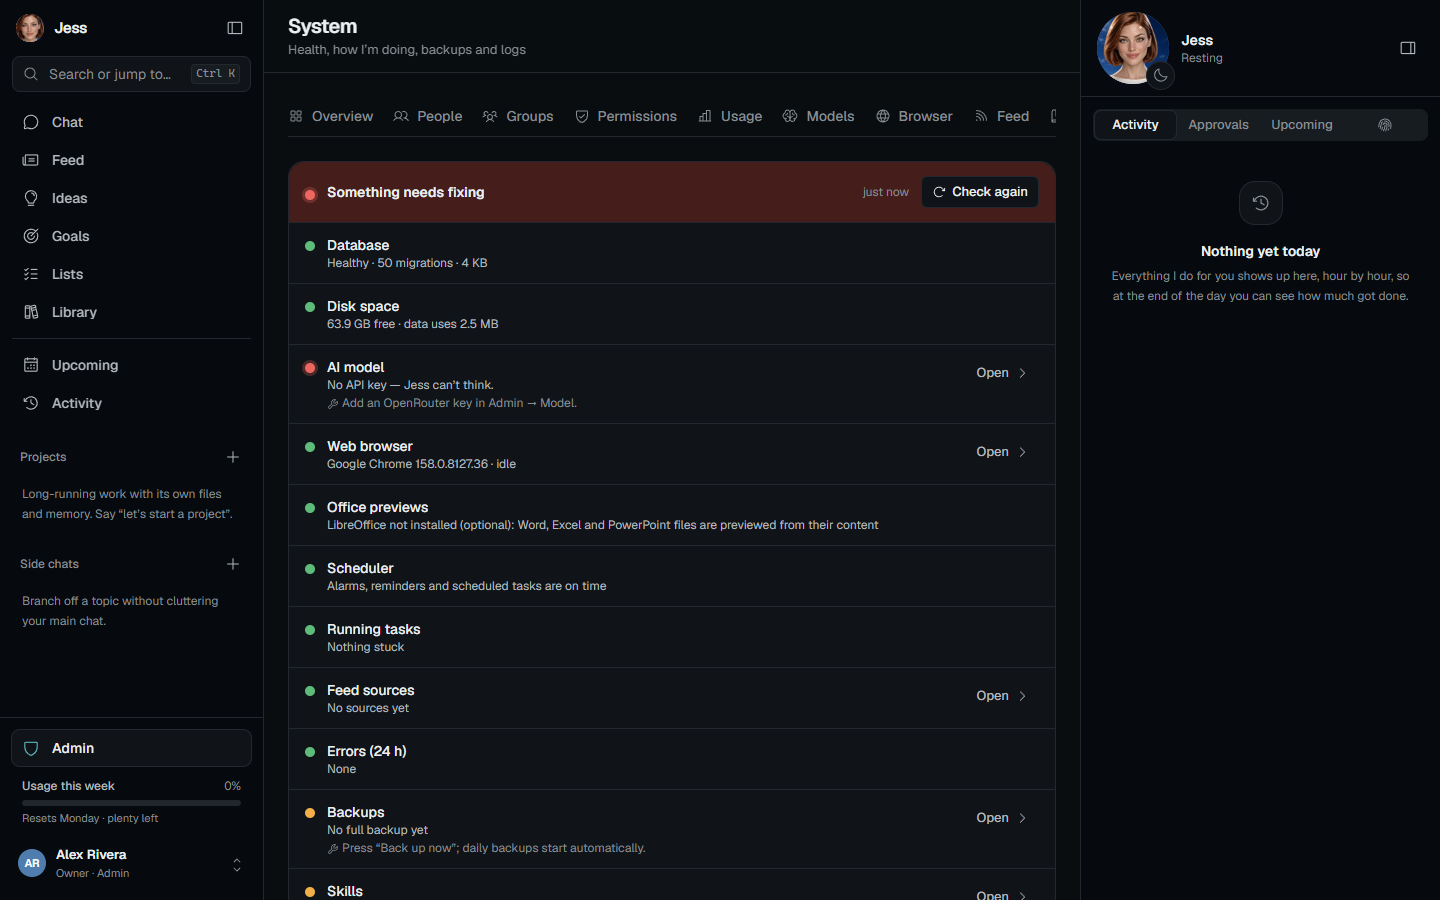 Jess
Search or jump to...
Ctrl K
Chat
Feed
Ideas
Goals
Lists
Library
Upcoming
Activity
Projects
Long-running work with its own files
and memory. Say “let’s start a project”.
Side chats
Branch off a topic without cluttering
your main chat.
Admin
Usage this week
0%
Resets Monday · plenty left
AR
Alex Rivera
Owner · Admin
System
Health, how I’m doing, backups and logs
Overview
People
Groups
Permissions
Usage
Models
Browser
Feed
Something needs fixing
just now
Check again
Database
Healthy · 50 migrations · 4 KB
Disk space
63.9 GB free · data uses 2.5 MB
AI model
No API key — Jess can’t think.
Add an OpenRouter key in Admin → Model.
Open
Web browser
Google Chrome 158.0.8127.36 · idle
Open
Office previews
LibreOffice not installed (optional): Word, Excel and PowerPoint files are previewed from their content
Scheduler
Alarms, reminders and scheduled tasks are on time
Running tasks
Nothing stuck
Feed sources
No sources yet
Open
Errors (24 h)
None
Backups
No full backup yet
Press “Back up now”; daily backups start automatically.
Open
Skills
Open
Jess
Resting
Activity
Approvals
Upcoming
Nothing yet today
Everything I do for you shows up here, hour by hour, so
at the end of the day you can see how much got done.